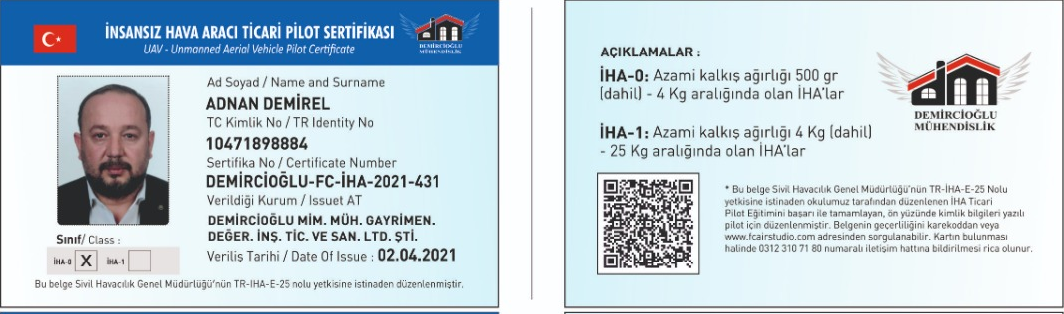 İNSANSIZ HAVA ARACI TİCARİ PİLOT SERTİFİKASI
UAV - Unmanned Aerial Vehicle Pilot Certificate
DEMİRCİOĞLU
MÜHENDİSLİK
Ad Soyad / Name and Surname
ADNAN DEMİREL
TC Kimlik No / TR Identity No
10471898884
Sertifika No / Certificate Number
DEMİRCİOĞLU-FC-İHA-2021-431
Verildiği Kurum / Issuet AT
DEMİRCİOĞLU MİM. MÜH. GAYRİMEN.
DEĞER. İNŞ. TİC. VE SAN. LTD. ŞTİ.
Veriliş Tarihi / Date Of Issue : 02.04.2021
Sınıf/ Class :
İHA-0 X İHA-1
Bu belge Sivil Havacılık Genel Müdürlüğü'nün TR-IHA-E-25 nolu yetkisine istinaden düzenlenmiştir.
AÇIKLAMALAR :
İHA-0: Azami kalkış ağırlığı 500 gr
(dahil) - 4 Kg aralığında olan İHA'lar
İHA-1: Azami kalkış ağırlığı 4 Kg (dahil)
- 25 Kg aralığında olan İHA'lar
DEMİRCİOĞLU
MÜHENDİSLİK
* Bu belge Sivil Havacılık Genel Müdürlüğü'nün TR-İHA-E-25 Nolu
yetkisine istinaden okulumuz tarafından düzenlenen İHA Ticari
Pilot Eğitimini başarı ile tamamlayan, ön yüzünde kimlik bilgileri yazılı
pilot için düzenlenmiştir. Belgenin geçerliliğini karekoddan veya
www.fcairstudio.com adresinden sorgulanabilir. Kartın bulunması
halinde 0312 310 71 80 numaralı iletişim hattına bildirilmesi rica olunur.